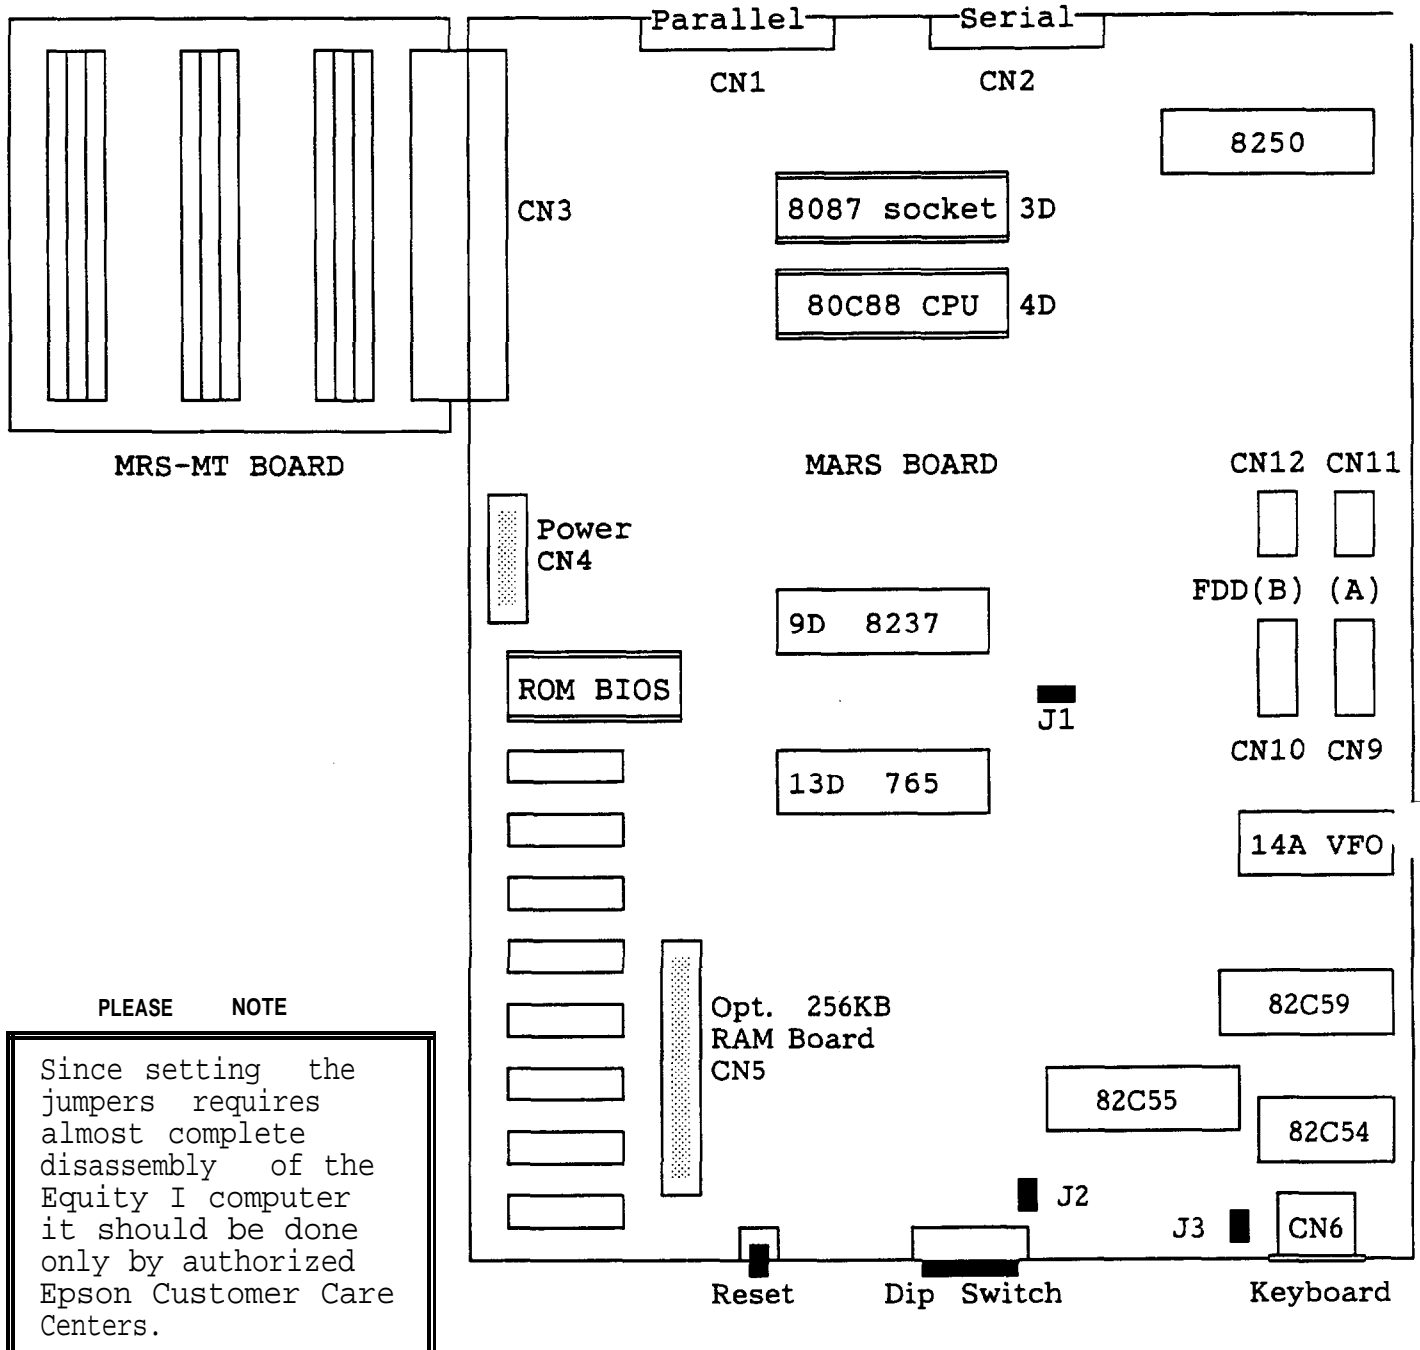 Parallel Serial
CN1 CN2
8250
CN3
8087 socket 3D
80C88 CPU 4D
MRS-MT BOARD
MARS BOARD
CN12 CN11
Power
CN4
FDD(B) (A)
9D 8237
ROM BIOS
J1
CN10 CN9
13D 765
14A VFO
Opt. 256KB
RAM Board
CN5
82C59
82C55
82C54
J2
J3
CN6
Reset
Dip Switch
Keyboard
PLEASE NOTE
Since setting the
jumpers requires
almost complete
disassembly of the
Equity I computer
it should be done
only by authorized
Epson Customer Care
Centers.